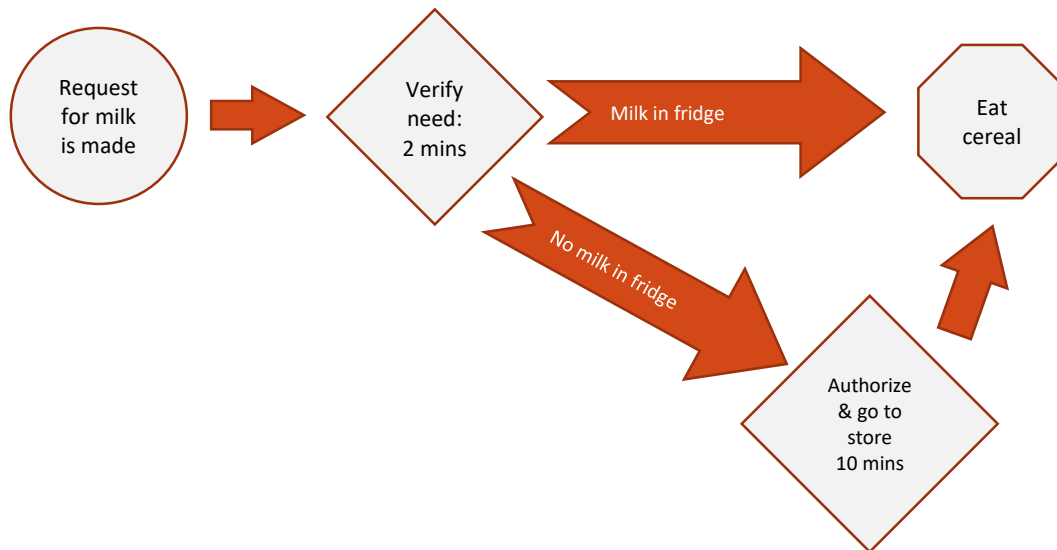 Request
for milk
is made
Verify
need:
2 mins
Milk in fridge
Eat
cereal
No milk in fridge
Authorize
& go to
store
10 mins